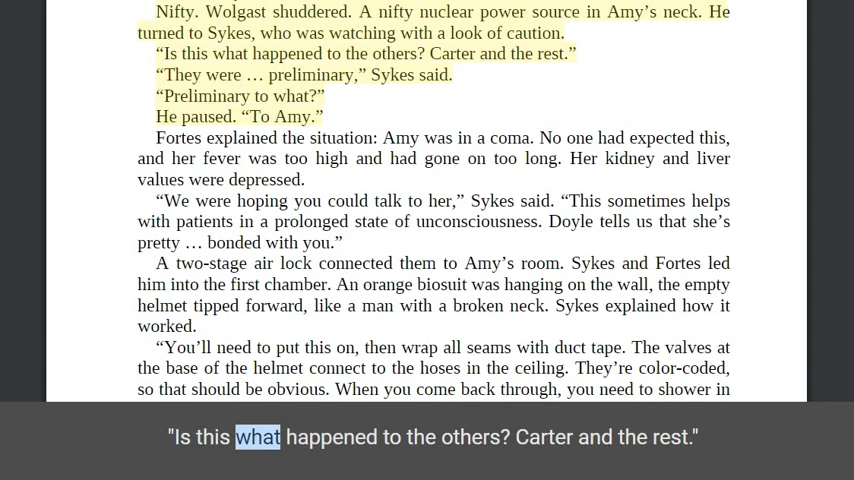 Nifty. Wolgast shuddered. A nifty nuclear power source in Amy’s neck. He
turned to Sykes, who was watching with a look of caution.
“Is this what happened to the others? Carter and the rest.”
“They were … preliminary,” Sykes said.
“Preliminary to what?”
He paused. “To Amy.”
Fortes explained the situation: Amy was in a coma. No one had expected this,
and her fever was too high and had gone on too long. Her kidney and liver
values were depressed.
“We were hoping you could talk to her,” Sykes said. “This sometimes helps
with patients in a prolonged state of unconsciousness. Doyle tells us that she’s
pretty … bonded with you.”
A two-stage air lock connected them to Amy’s room. Sykes and Fortes led
him into the first chamber. An orange biosuit was hanging on the wall, the empty
helmet tipped forward, like a man with a broken neck. Sykes explained how it
worked.
“You’ll need to put this on, then wrap all seams with duct tape. The valves at
the base of the helmet connect to the hoses in the ceiling. They’re color-coded,
so that should be obvious. When you come back through, you need to shower in
"Is this what happened to the others? Carter and the rest."